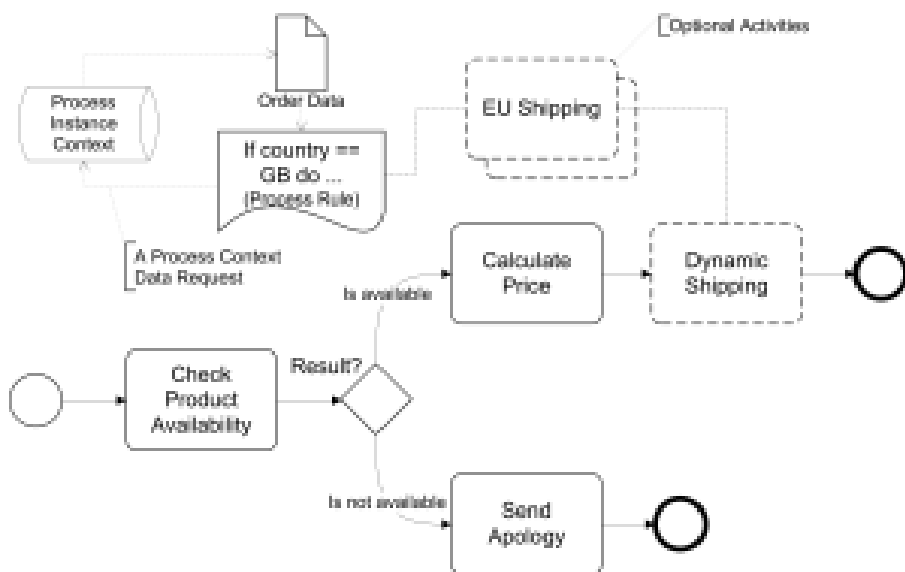 Optional Activities
Process
Instance
Context
Order Data
EU Shipping
If country ==
GB do ...
(Process Rule)
A Process Context
Data Request
Calculate
Price
Dynamic
Shipping
Is available
Result?
Check
Product
Availability
Is not available
Send
Apology